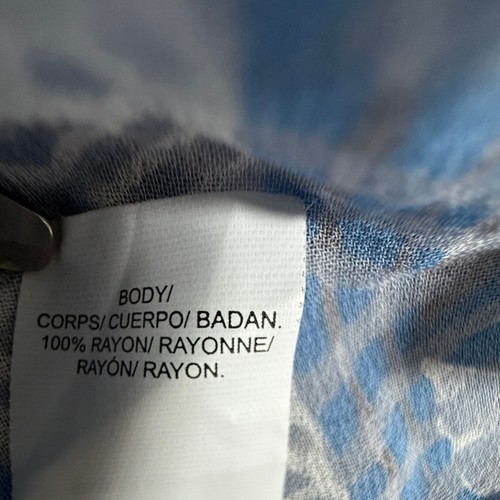 BODY/
CORPS/ CUERPO/ BADAN.
100% RAYON/ RAYONNE/
RAYÓN/ RAYON.